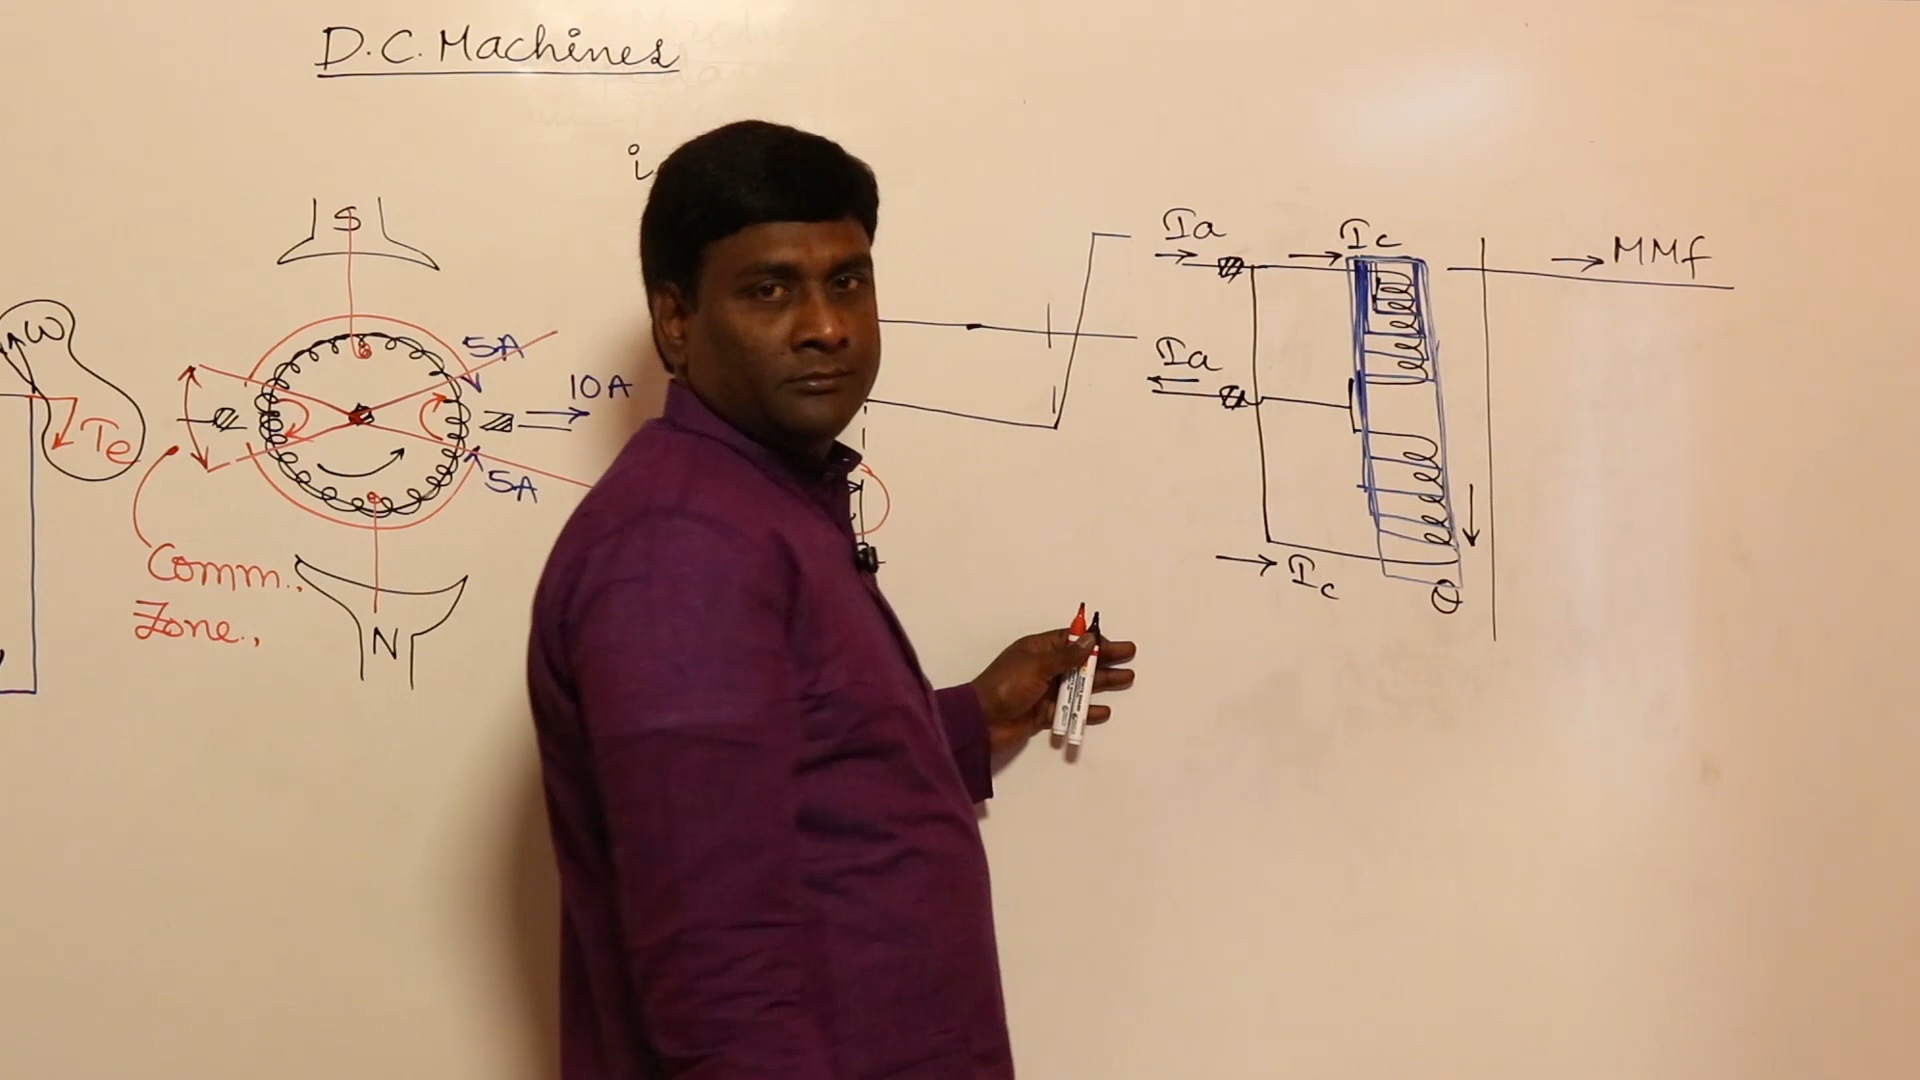 D.C. Machines
i
S
ω
Te
5A
10A
5A
Comm.,
Zone.,
N
Ia
Ic
MMf
Ia
Ic